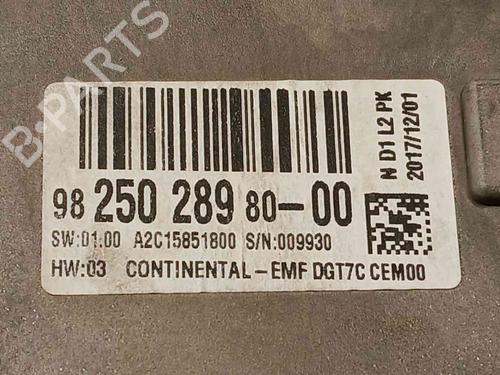 B-PARTS
98 250 289 80-00
SW:01.00 A2C15851800 S/N:009930
HW:03 CONTINENTAL-EMF DGT7C CEM00
N D1 L2 PK
2017/12/01